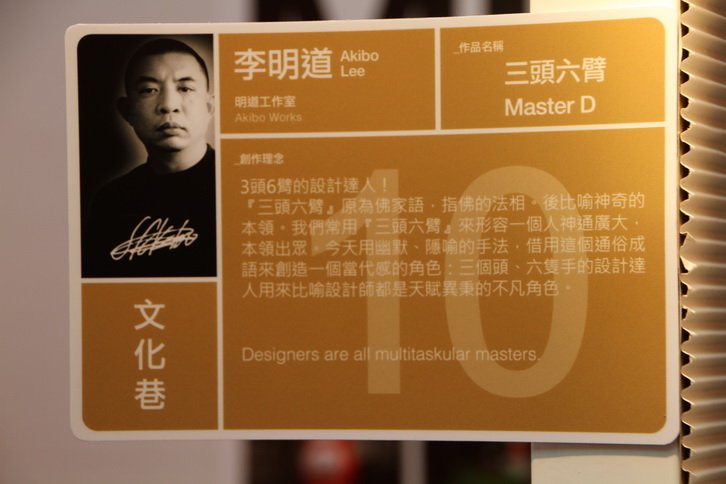 李明道 Akibo Lee
明道工作室
Akibo Works
_作品名稱
三頭六臂
Master D
_創作理念
3頭6臂的設計達人！
『三頭六臂』原為佛家語，指佛的法相，後比喻神奇的
本領。我們常用『三頭六臂』來形容一個人神通廣大，
本領出眾。今天用幽默、隱喻的手法，借用這個通俗成
語來創造一個當代感的角色：三個頭、六隻手的設計達
人用來比喻設計師都是天賦異秉的不凡角色。
Designers are all multitaskular masters.
10
Akibo
文化巷